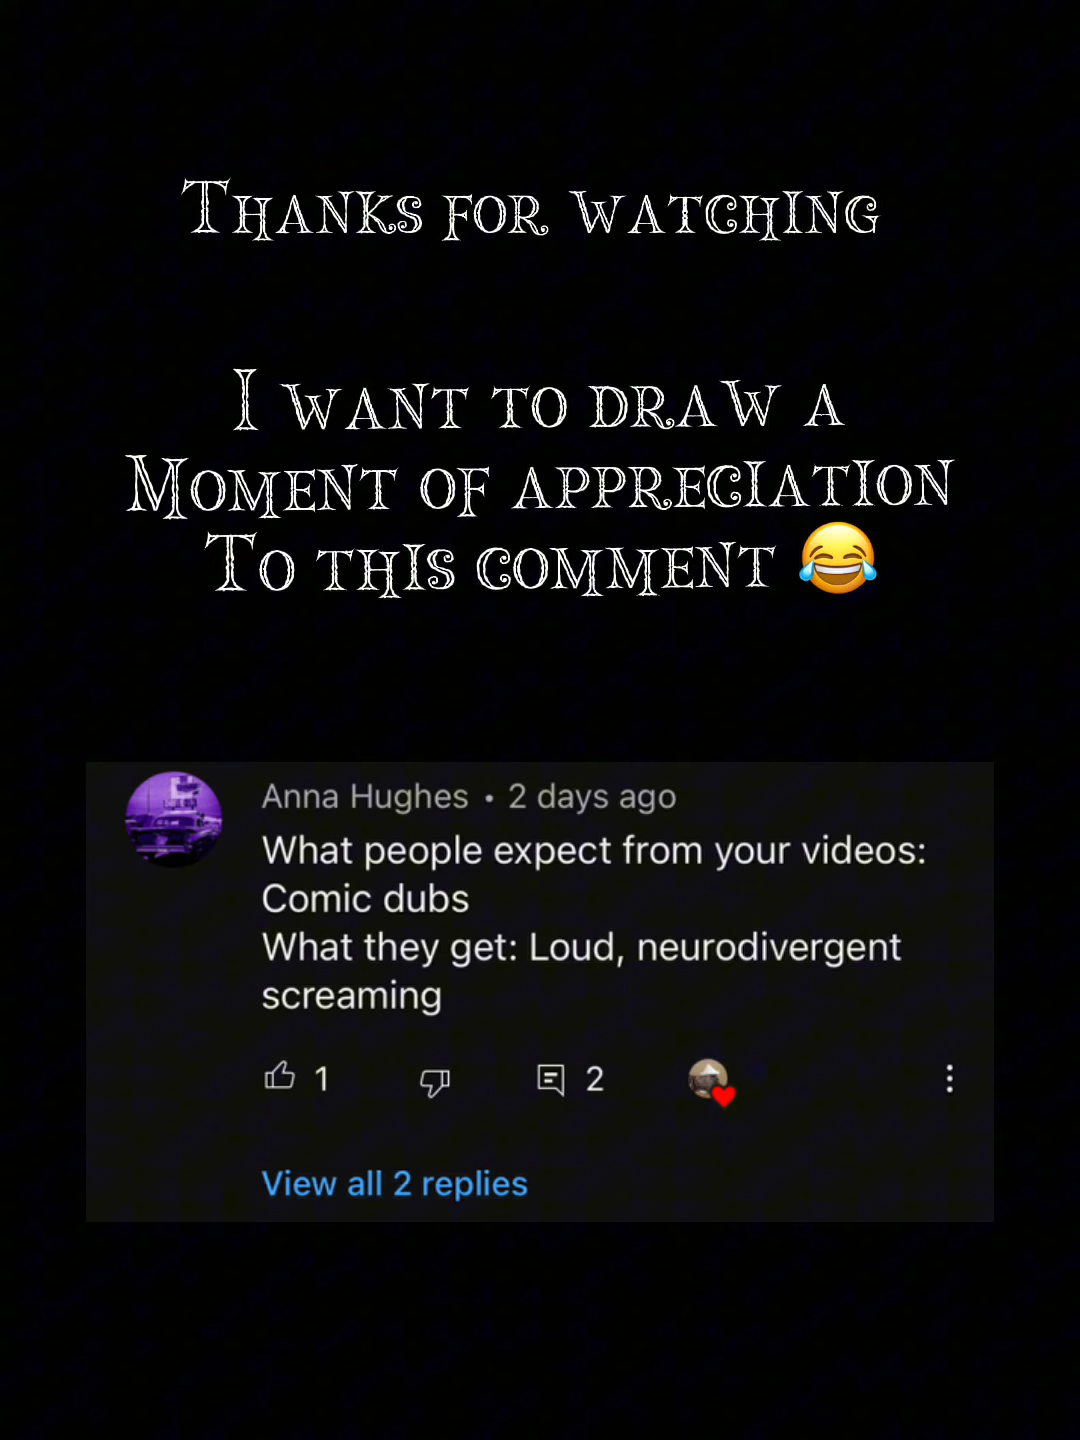 Thanks for watching
I want to draw a
Moment of appreciation
To this comment 😂
Anna Hughes • 2 days ago
What people expect from your videos:
Comic dubs
What they get: Loud, neurodivergent
screaming
1
2
View all 2 replies